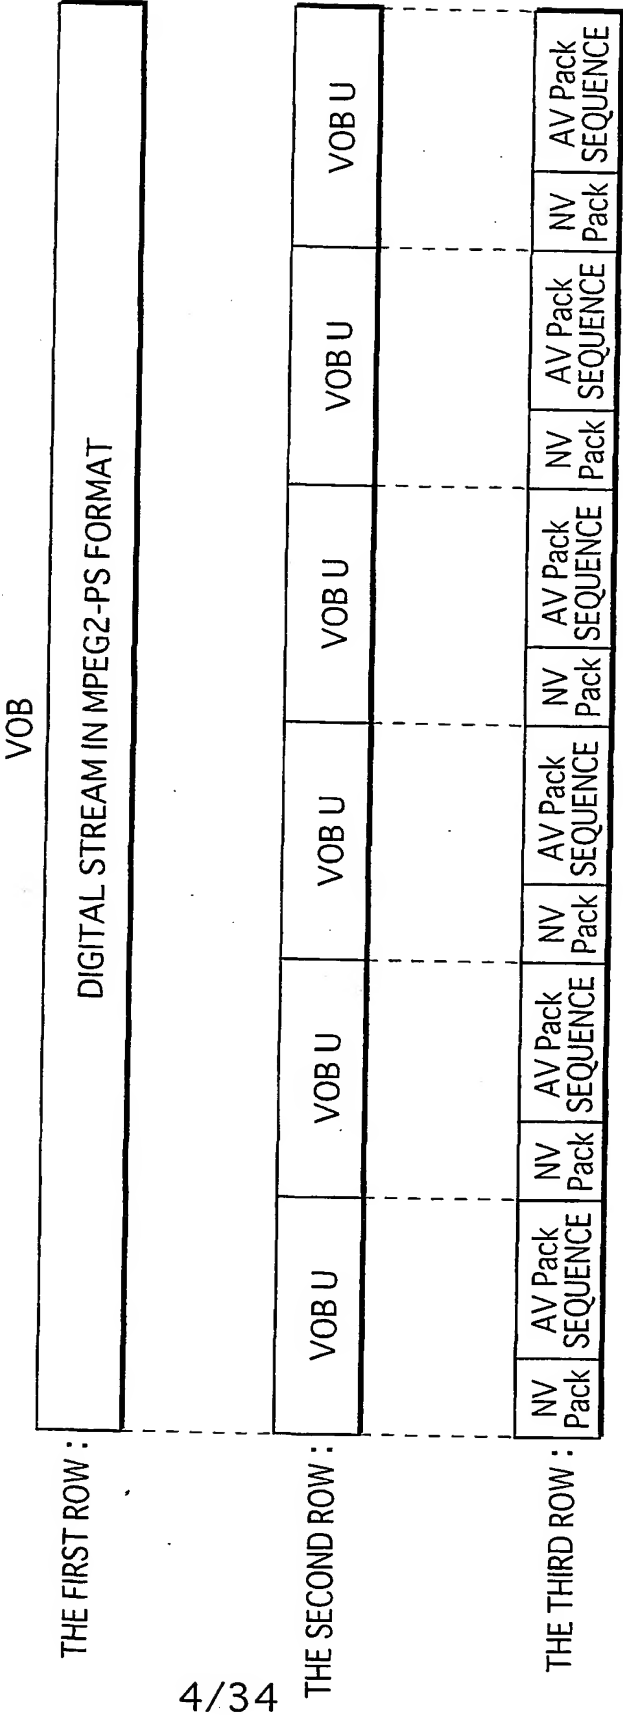 VOB
THE FIRST ROW :
DIGITAL STREAM IN MPEG2-PS FORMAT
THE SECOND ROW :
VOB U
VOB U
VOB U
VOB U
VOB U
VOB U
THE THIRD ROW :
NV
Pack
AV Pack
SEQUENCE
NV
Pack
AV Pack
SEQUENCE
NV
Pack
AV Pack
SEQUENCE
NV
Pack
AV Pack
SEQUENCE
NV
Pack
AV Pack
SEQUENCE
NV
Pack
AV Pack
SEQUENCE
4/34